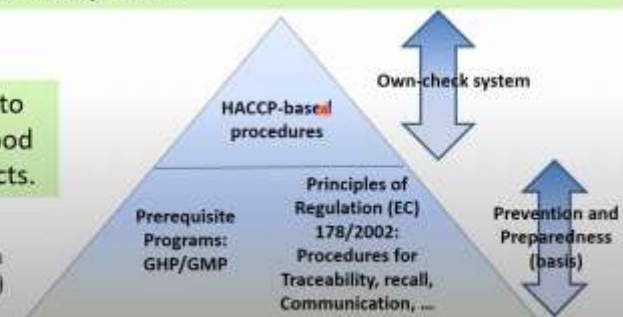 to
ood
cts.
)
HACCP-based
procedures
Own-check system
Prerequisite
Programs:
GHP/GMP
Principles of
Regulation (EC)
178/2002:
Procedures for
Traceability, recall,
Communication, ...
Prevention and
Preparedness
(basis)